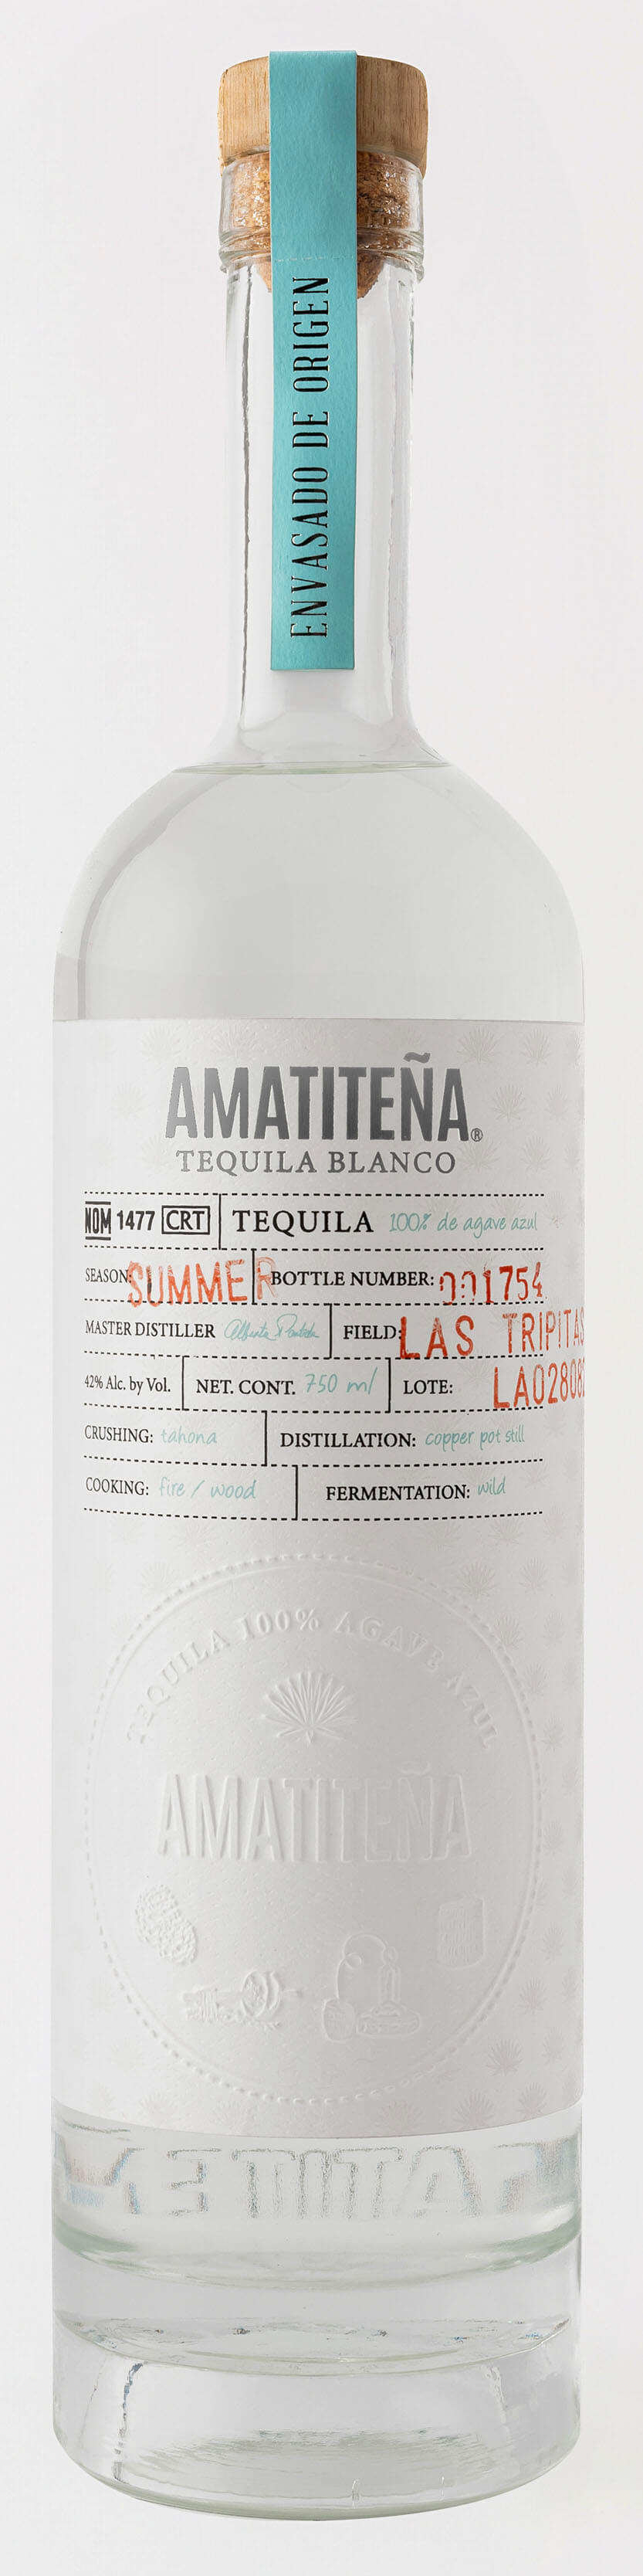 ENVASADO DE ORIGEN
AMATITEÑA®
TEQUILA BLANCO
NOM 1477 CRT TEQUILA 100% de agave azul
SEASON: SUMMER BOTTLE NUMBER: 001754
MASTER DISTILLER FIELD: LAS TRIPITAS
42% Alc. by Vol. NET. CONT. 750 ml LOTE:
CRUSHING: tahona DISTILLATION: copper pot still
COOKING: fire / wood FERMENTATION: wild
TEQUILA 100% AGAVE AZUL
AMATITEÑA